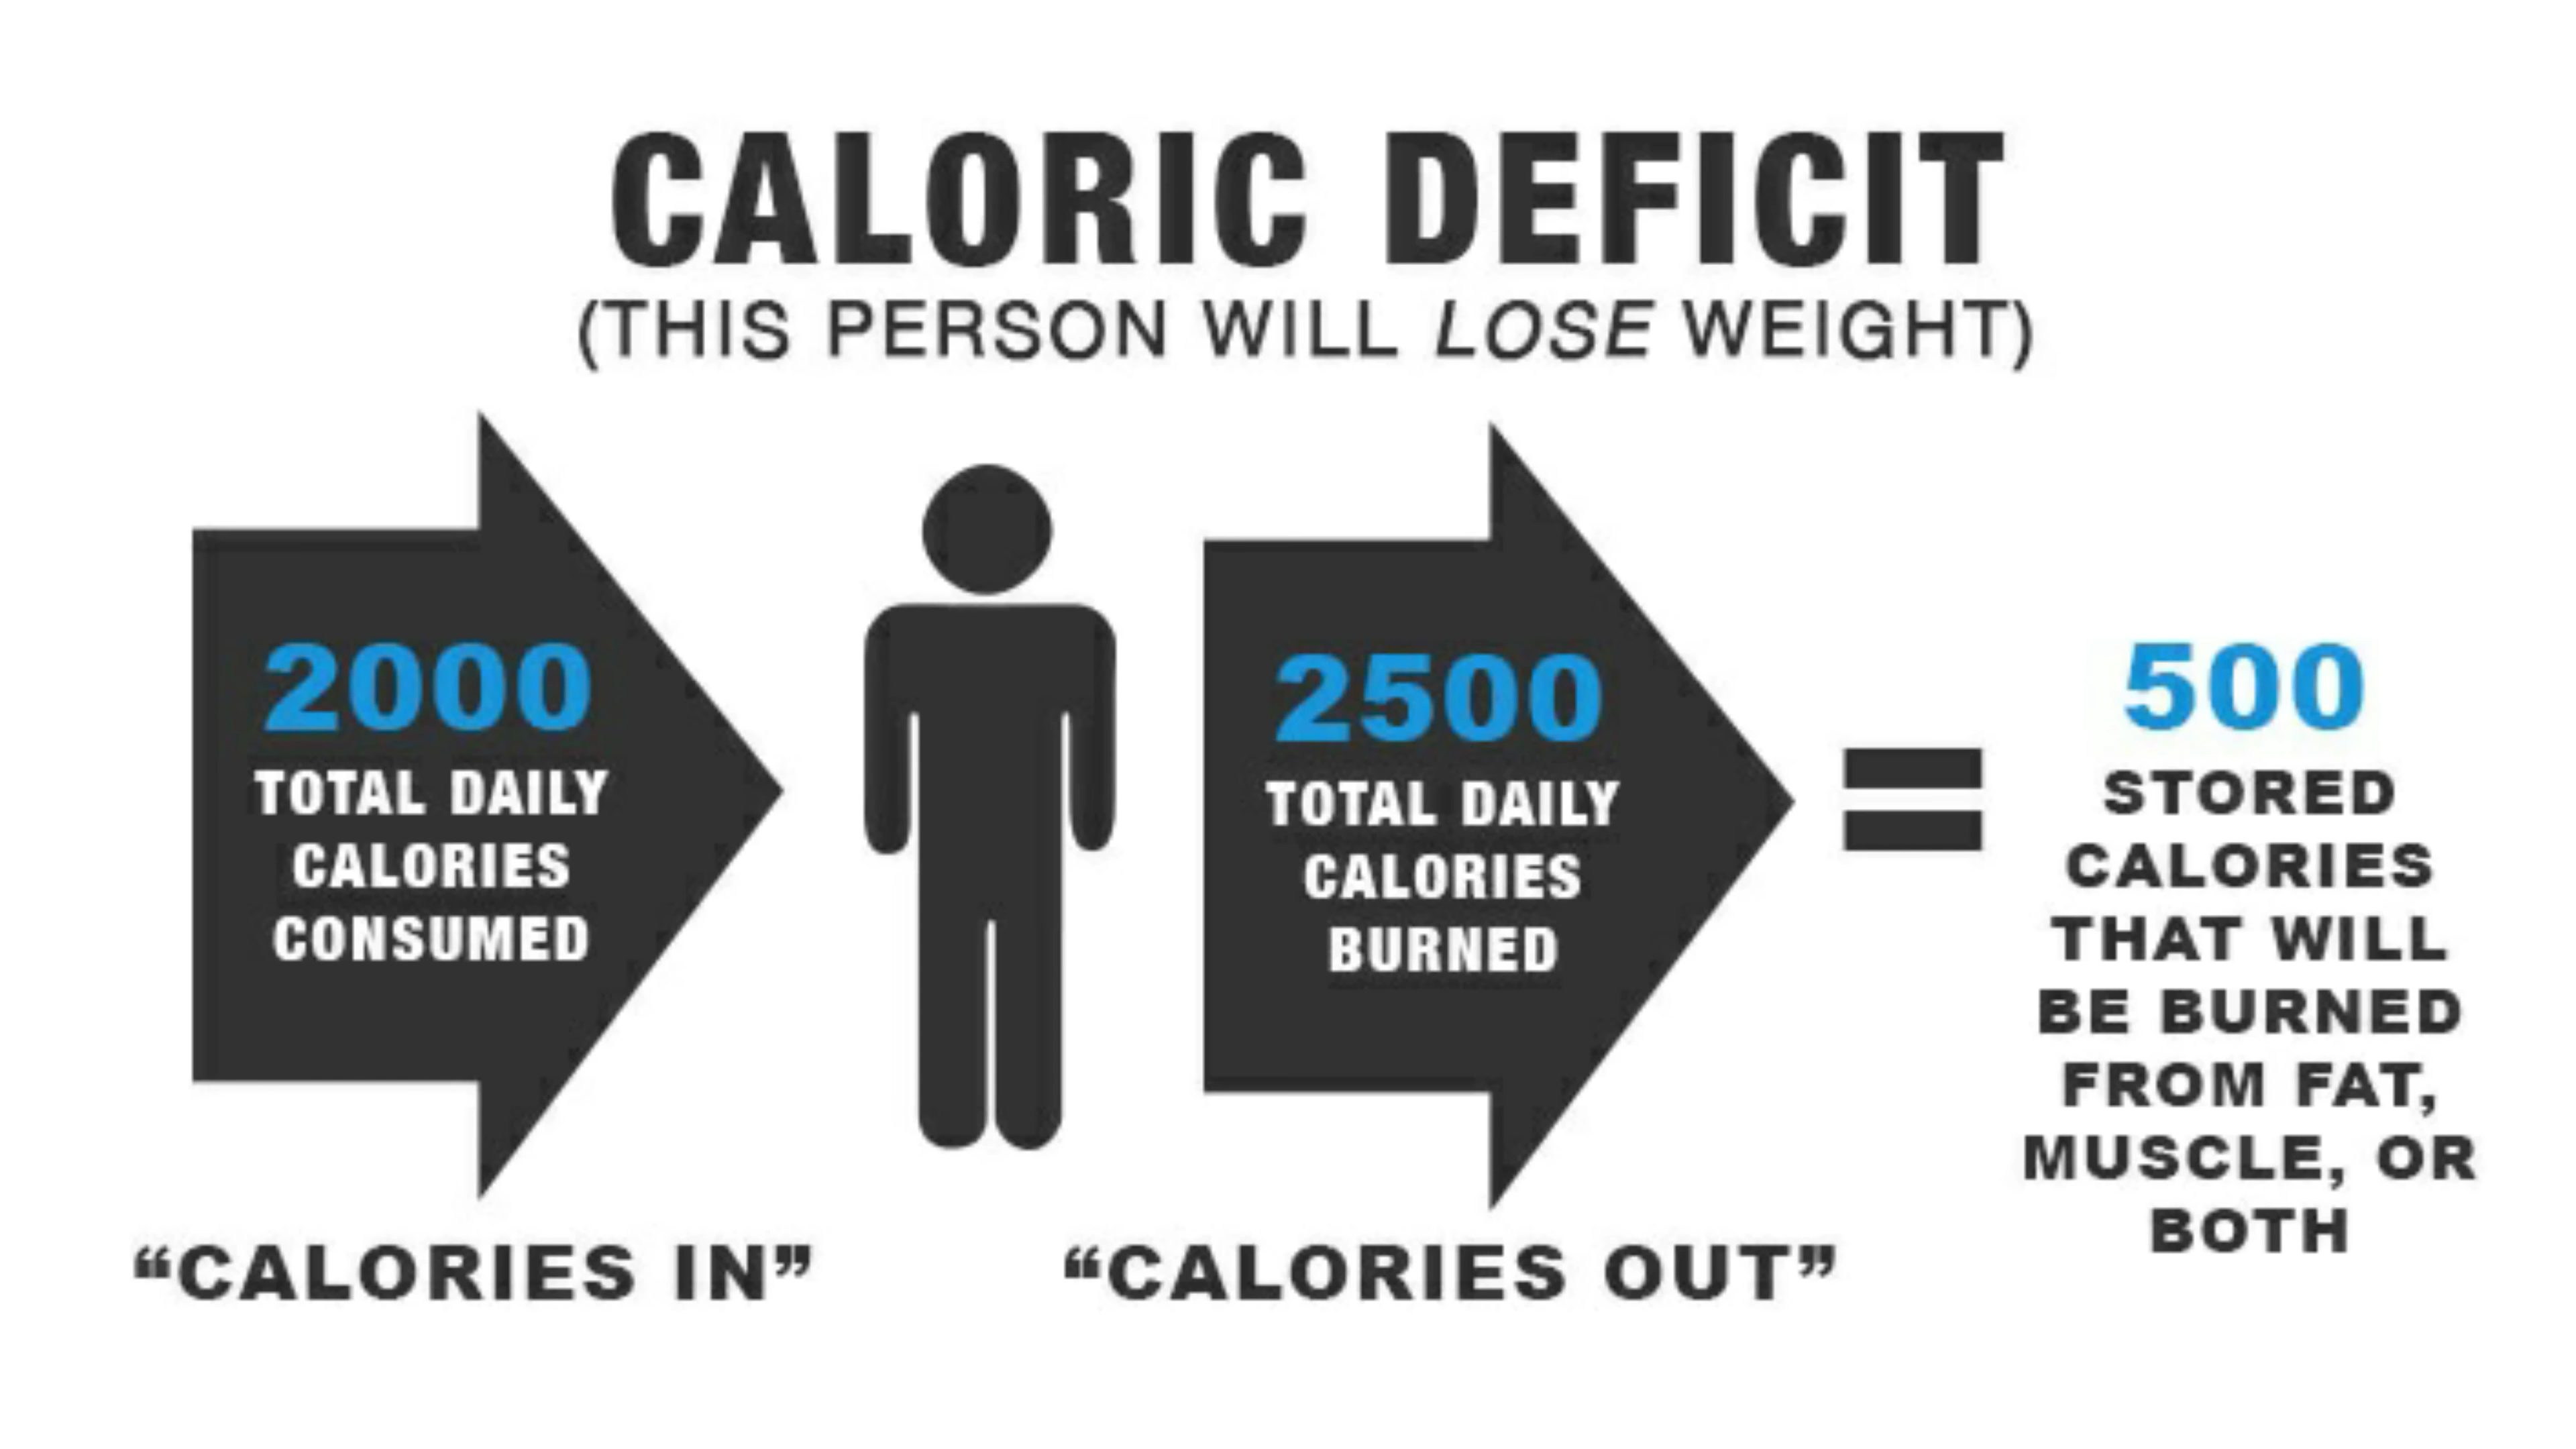 CALORIC DEFICIT
(THIS PERSON WILL LOSE WEIGHT)
2000
TOTAL DAILY
CALORIES
CONSUMED
“CALORIES IN”
2500
TOTAL DAILY
CALORIES
BURNED
“CALORIES OUT”
=
500
STORED
CALORIES
THAT WILL
BE BURNED
FROM FAT,
MUSCLE, OR
BOTH